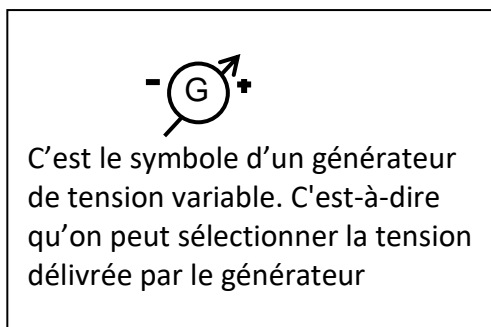 - G +
C’est le symbole d’un générateur
de tension variable. C'est-à-dire
qu’on peut sélectionner la tension
délivrée par le générateur